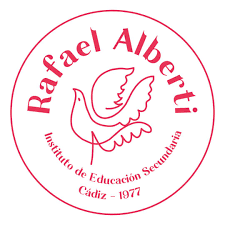 Rafael Alberti
Instituto de Educación Secundaria
Cádiz - 1977